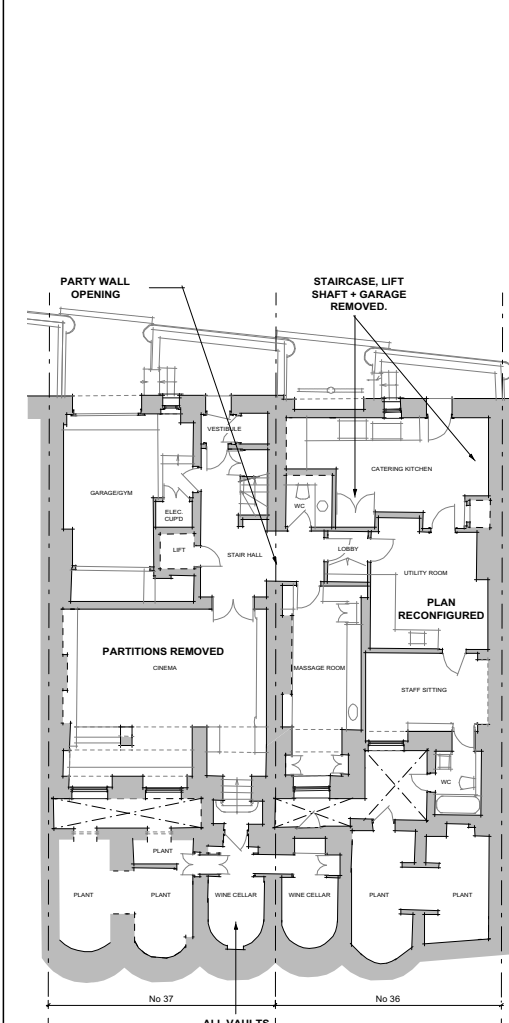 PARTY WALL
OPENING
STAIRCASE, LIFT
SHAFT + GARAGE
REMOVED.
VESTIBULE
CATERING KITCHEN
GARAGE/GYM
WC
ELEC.
CUP'D
LIFT
STAIR HALL
LOBBY
UTILITY ROOM
PLAN
RECONFIGURED
PARTITIONS REMOVED
CINEMA
MASSAGE ROOM
STAFF SITTING
WC
PLANT
PLANT
PLANT
WINE CELLAR
WINE CELLAR
PLANT
PLANT
No 37
No 36
ALL VAULTS